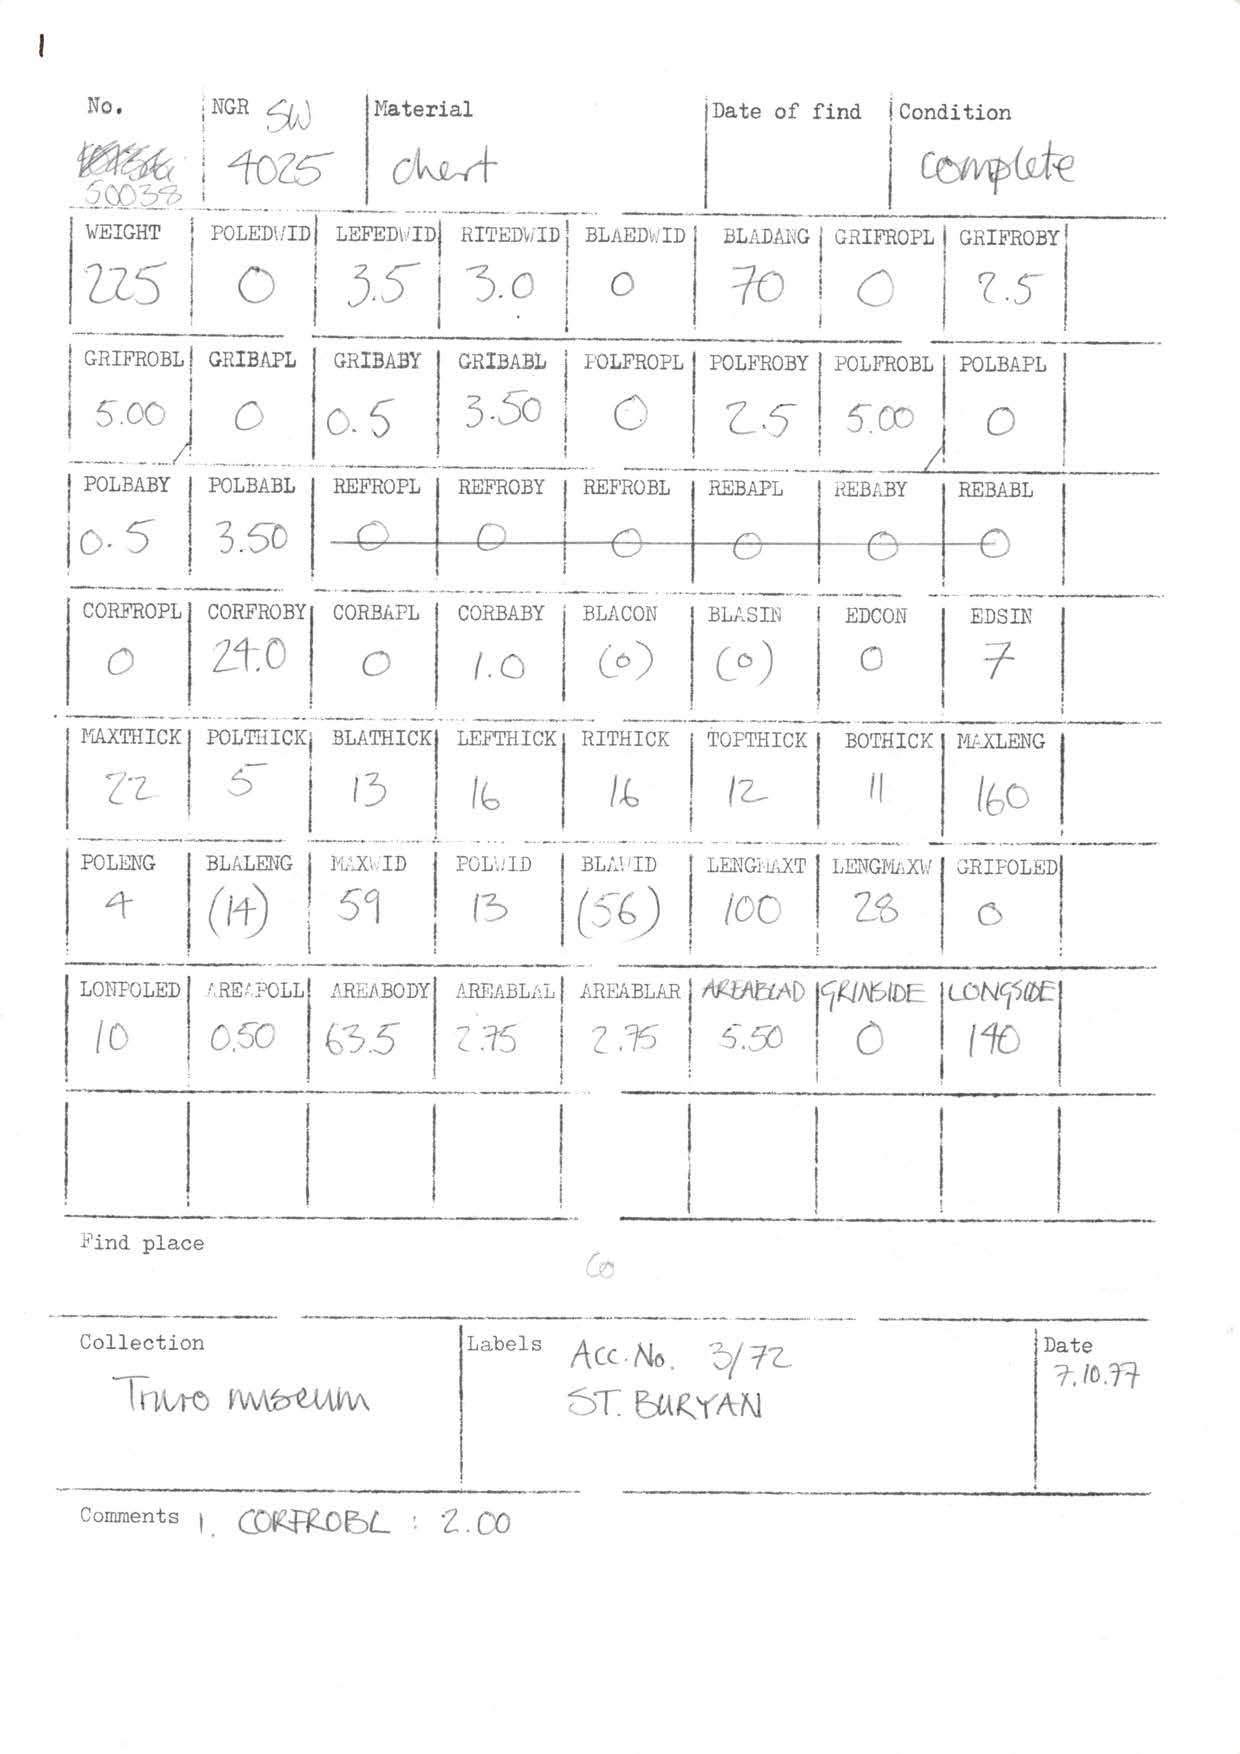 1
No. NGR SW Material Date of find Condition
50038 4025 chert complete
WEIGHT POLEDWID LEFEDWID RITEDWID BLAEDWID BLADANG GRIFROPL GRIFROBY
225 0 3.5 3.0 0 70 0 2.5
GRIFROBL GRIBAPL GRIBABY GRIBABL POLFROPL POLFROBY POLFROBL POLBAPL
5.00 0 0.5 3.50 0 2.5 5.00 0
POLBABY POLBABL REFROPL REFROBY REFROBL REBAPL REBABY REBABL
0.5 3.50 0 0 0 0 0 0
CORFROPL CORFROBY CORBAPL CORBABY BLACON BLASIN EDCON EDSIN
0 24.0 0 1.0 (0) (0) 0 7
MAXTHICK POLTHICK BLATHICK LEFTHICK RITHICK TOPTHICK BOTHICK MAXLENG
22 5 13 16 16 12 11 160
POLENG BLALENG MAXWID POLWID BLAWID LENGMAXT LENGMAXW GRIPOLED
4 (14) 59 13 (56) 100 28 0
LONPOLED AREAPOLL AREABODY AREABLAL AREABLAR AREABLAD GRINSIDE LONGSIDE
10 0.50 63.5 2.75 2.75 5.50 0 140
Find place
Co
Collection Labels Acc. No. 3/72 Date
Truro museum ST. BURYAN 7.10.77
Comments 1. CORFROBL : 2.00